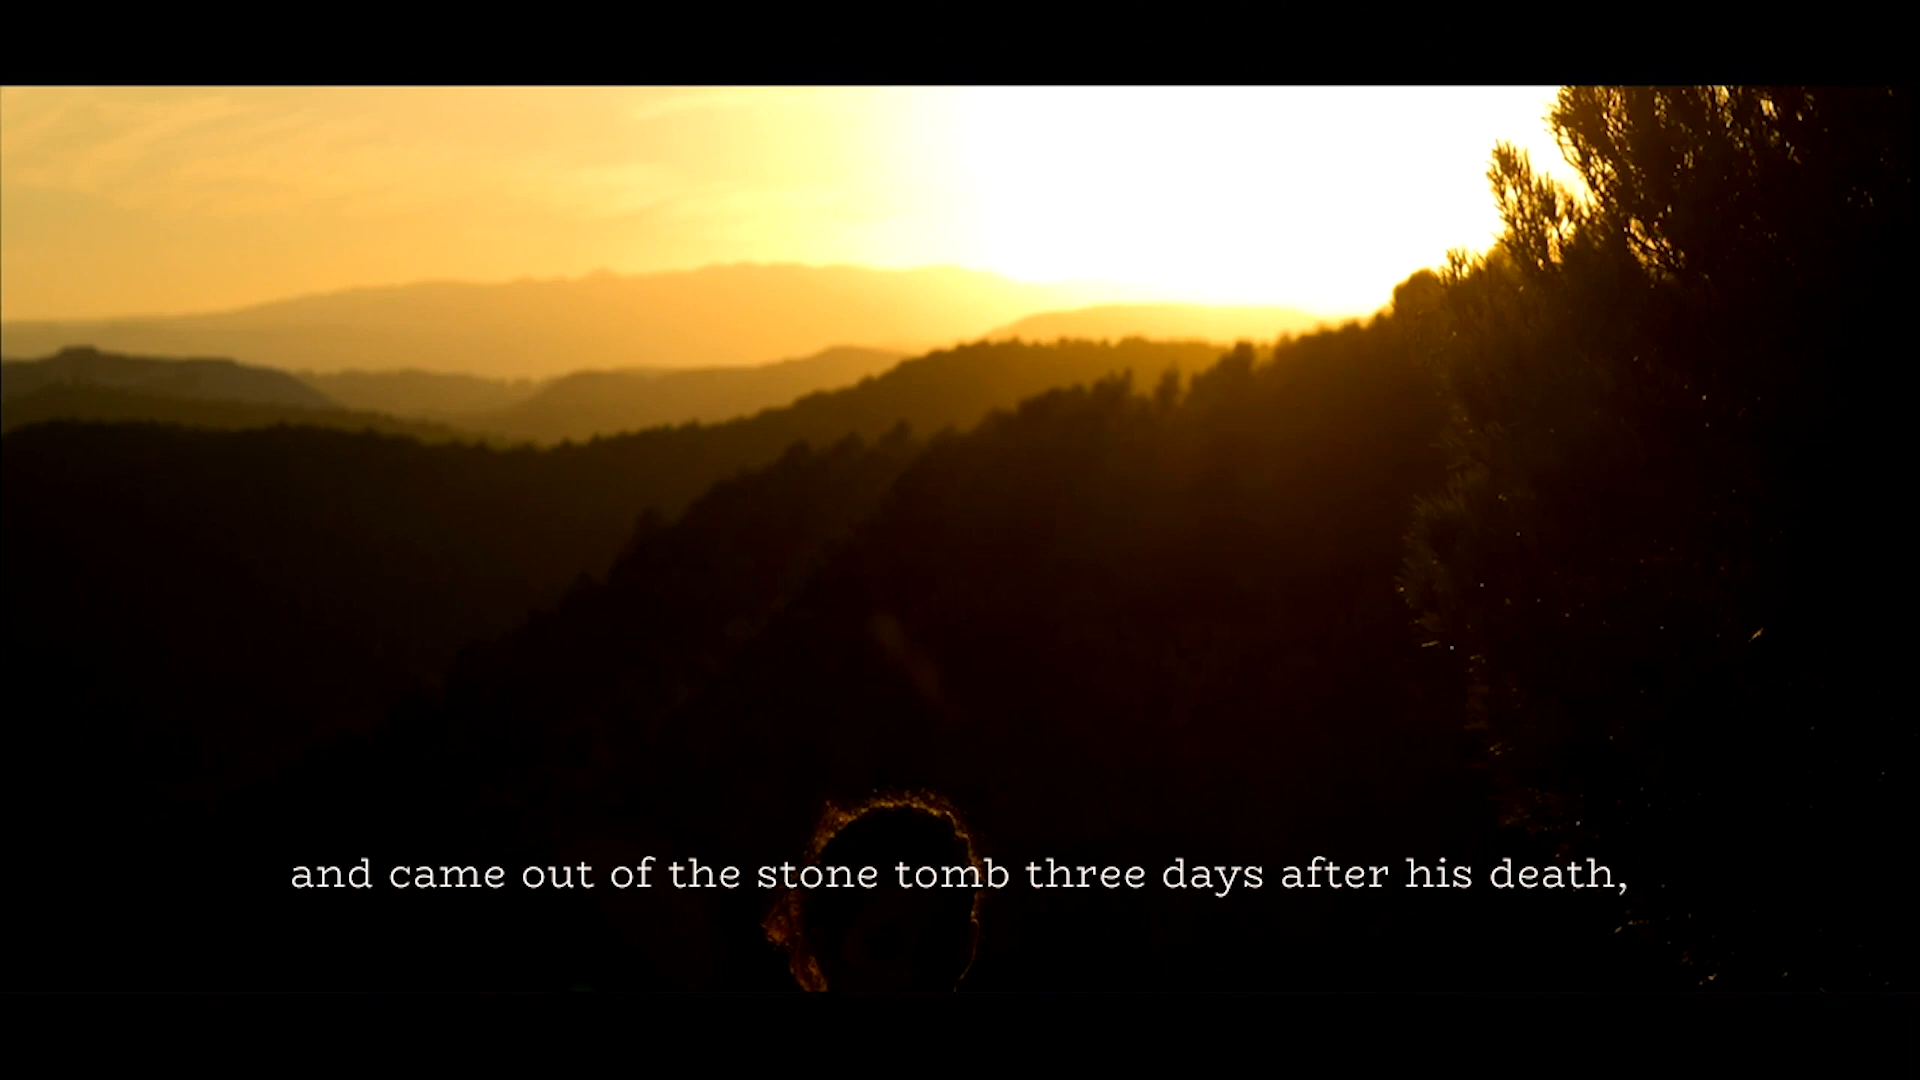 and came out of the stone tomb three days after his death,